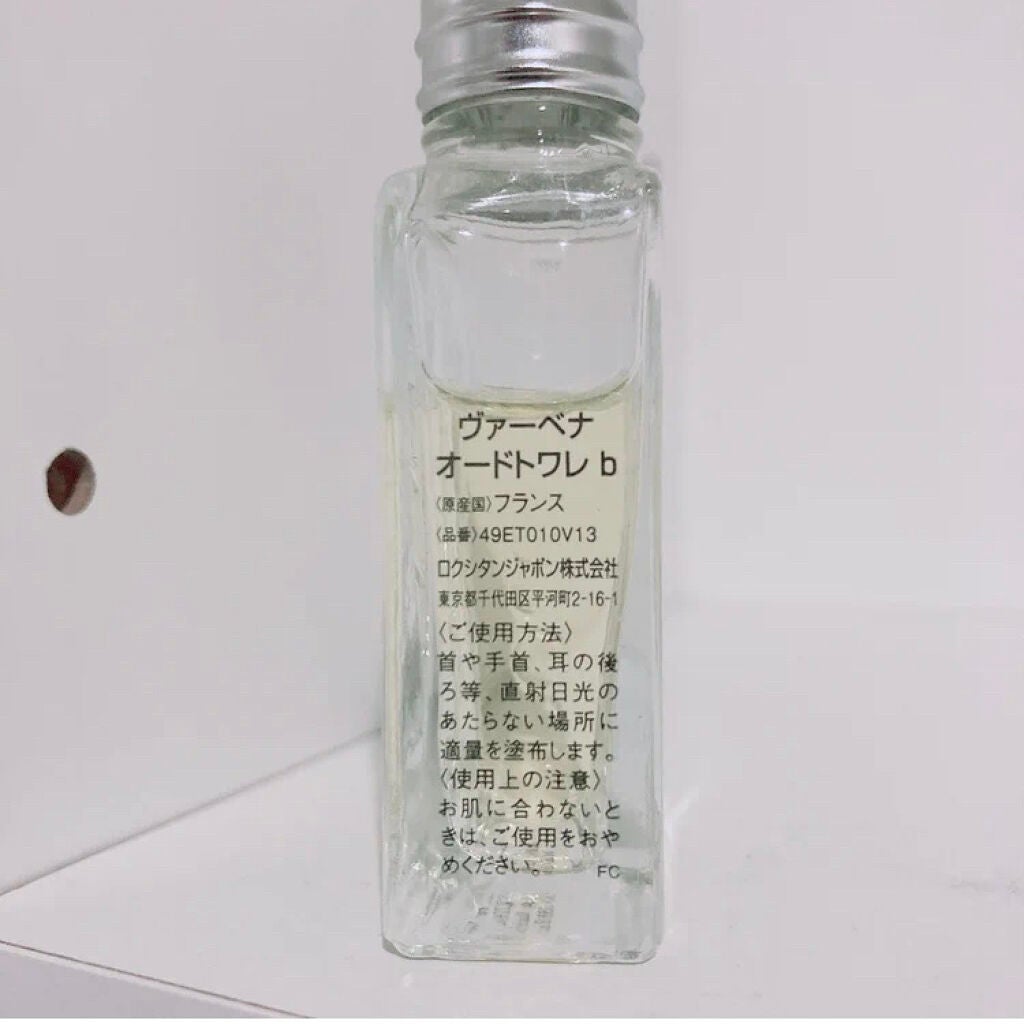 ヴァーベナ
オードトワレ b
〈原産国〉フランス
〈品番〉49ET010V13
ロクシタンジャポン株式会社
東京都千代田区平河町2-16-1
〈ご使用方法〉
首や手首、耳の後
ろ等、直射日光の
あたらない場所に
適量を塗布します。
〈使用上の注意〉
お肌に合わないと
きは、ご使用をおや
めください。 FC